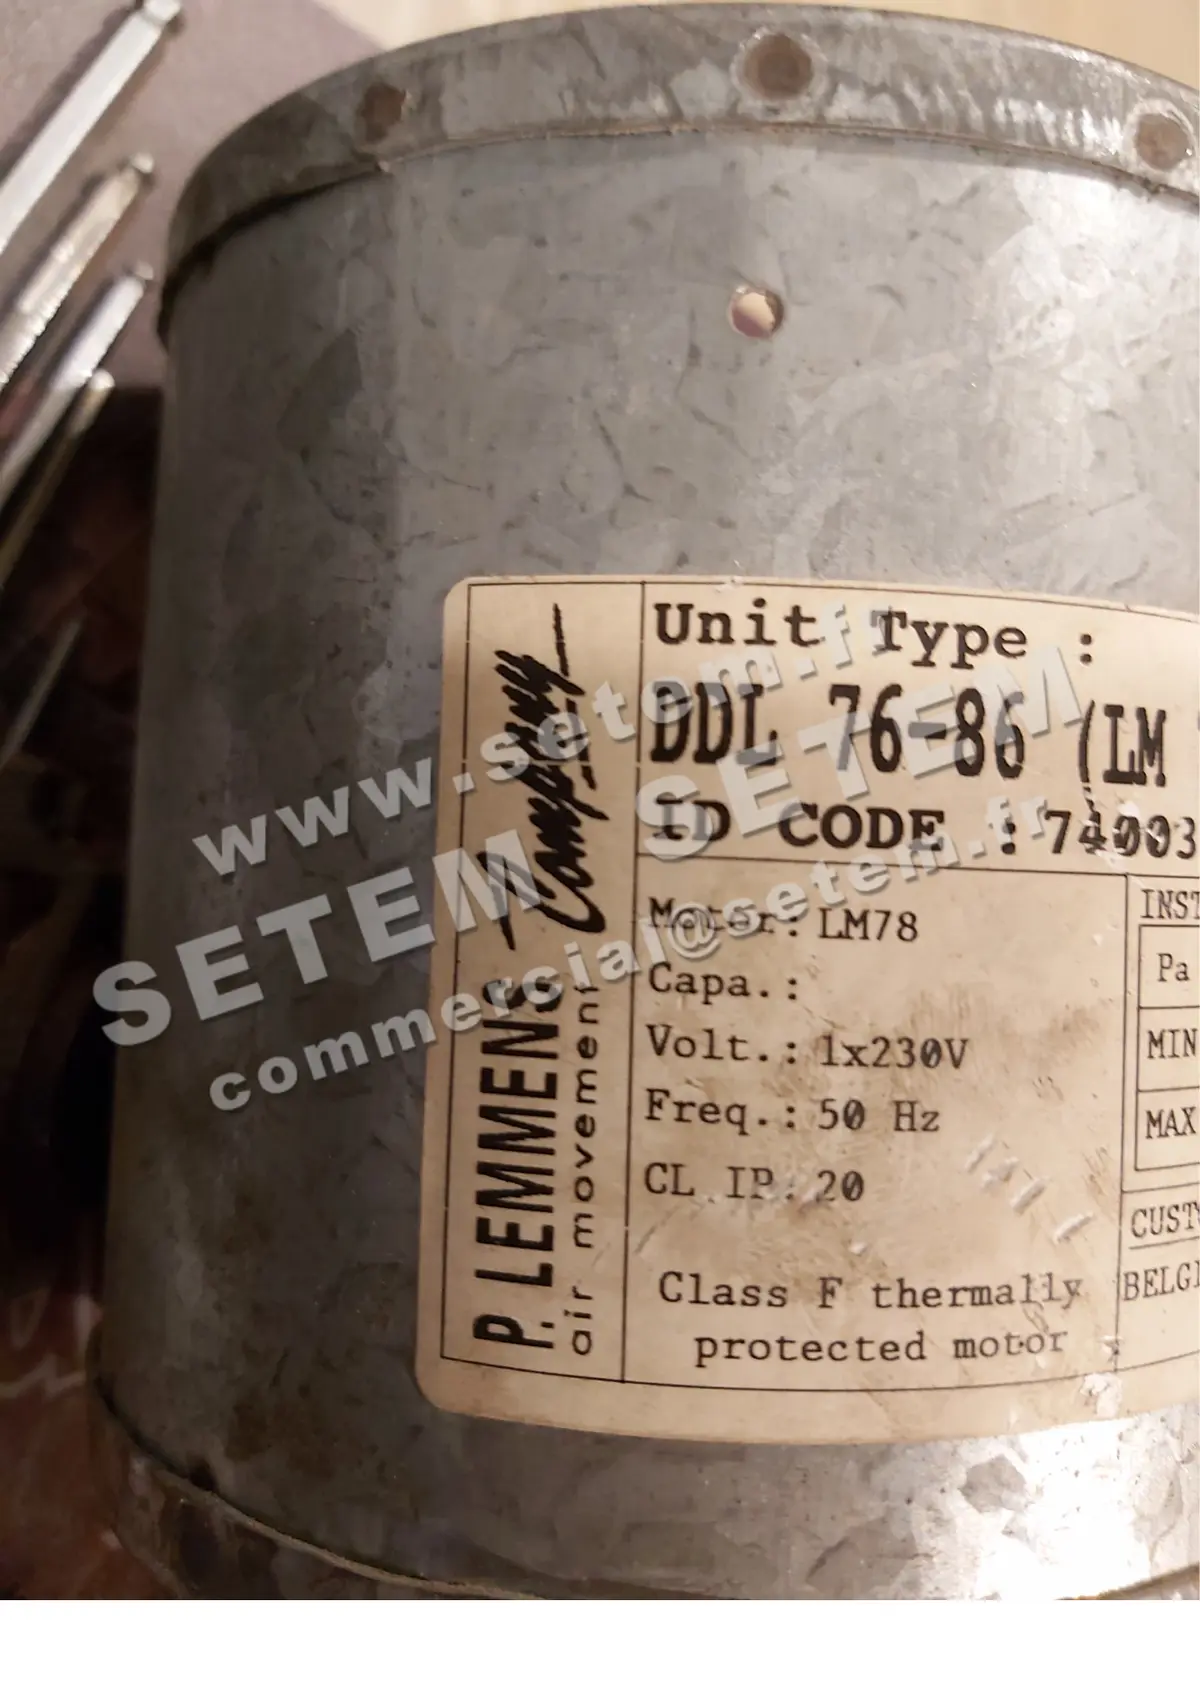 Unit Type :
DDL 76-86 (LM
ID CODE : 74003
Motor: LM78
Capa.:
Volt.: 1x230V
Freq.: 50 Hz
CL IP: 20
Class F thermally
protected motor
INST
Pa
MIN
MAX
CUST
BELGI
P. LEMMENS Company
air movement
www.setem.fr
SETEM SETEM
commercial@setem.fr